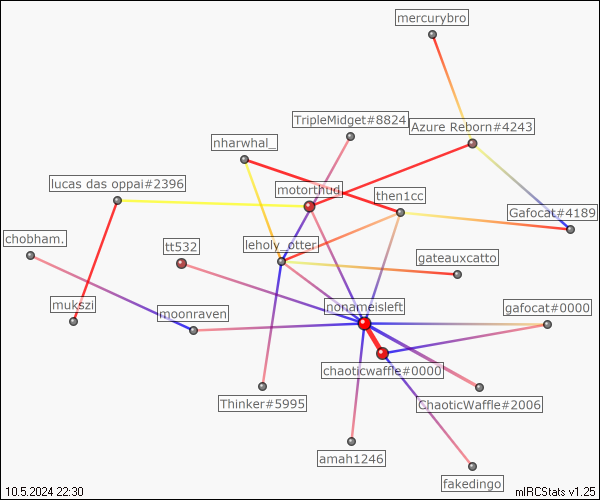 mercurybro
TripleMidget#8824
Azure Reborn#4243
nharwhal_
lucas das oppai#2396
motorthud
then1cc
Gafocat#4189
chobham.
tt532
leholy_otter
gateauxcatto
mukszi
moonraven
nonameisleft
gafocat#0000
chaoticwaffle#0000
Thinker#5995
ChaoticWaffle#2006
amah1246
fakedingo
10.5.2024 22:30
mIRCStats v1.25